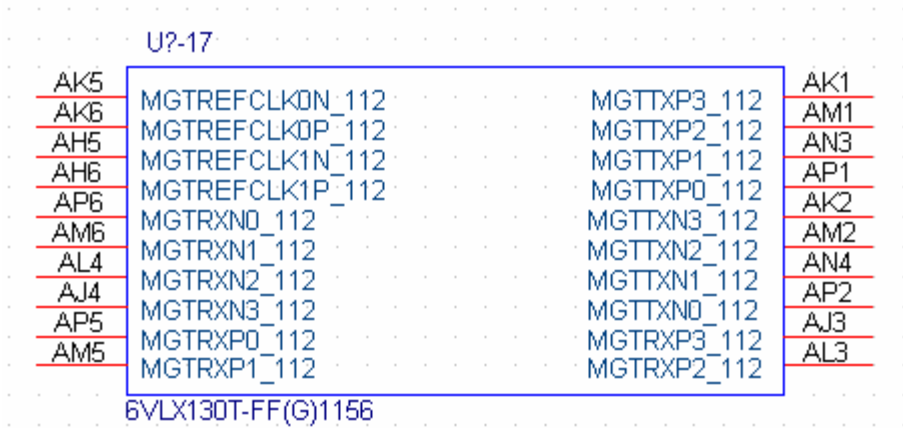 U?-17
AK5 MGTREFCLK0N_112 MGTTXP3_112 AK1
AK6 MGTREFCLK0P_112 MGTTXP2_112 AM1
AH5 MGTREFCLK1N_112 MGTTXP1_112 AN3
AH6 MGTREFCLK1P_112 MGTTXP0_112 AP1
AP6 MGTRXN0_112 MGTTXN3_112 AK2
AM6 MGTRXN1_112 MGTTXN2_112 AM2
AL4 MGTRXN2_112 MGTTXN1_112 AN4
AJ4 MGTRXN3_112 MGTTXN0_112 AP2
AP5 MGTRXP0_112 MGTRXP3_112 AJ3
AM5 MGTRXP1_112 MGTRXP2_112 AL3
6VLX130T-FF(G)1156